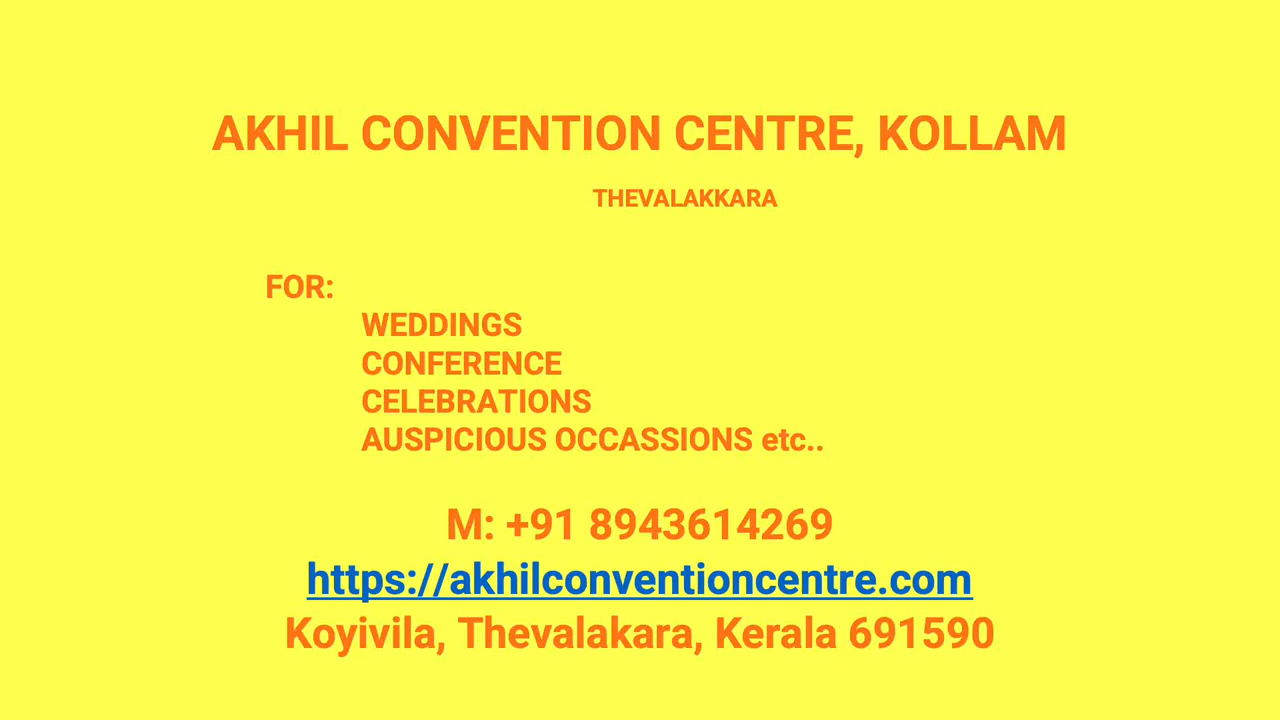 AKHIL CONVENTION CENTRE, KOLLAM
THEVALAKKARA
FOR:
WEDDINGS
CONFERENCE
CELEBRATIONS
AUSPICIOUS OCCASSIONS etc..
M: +91 8943614269
https://akhilconventioncentre.com
Koyivila, Thevalakara, Kerala 691590